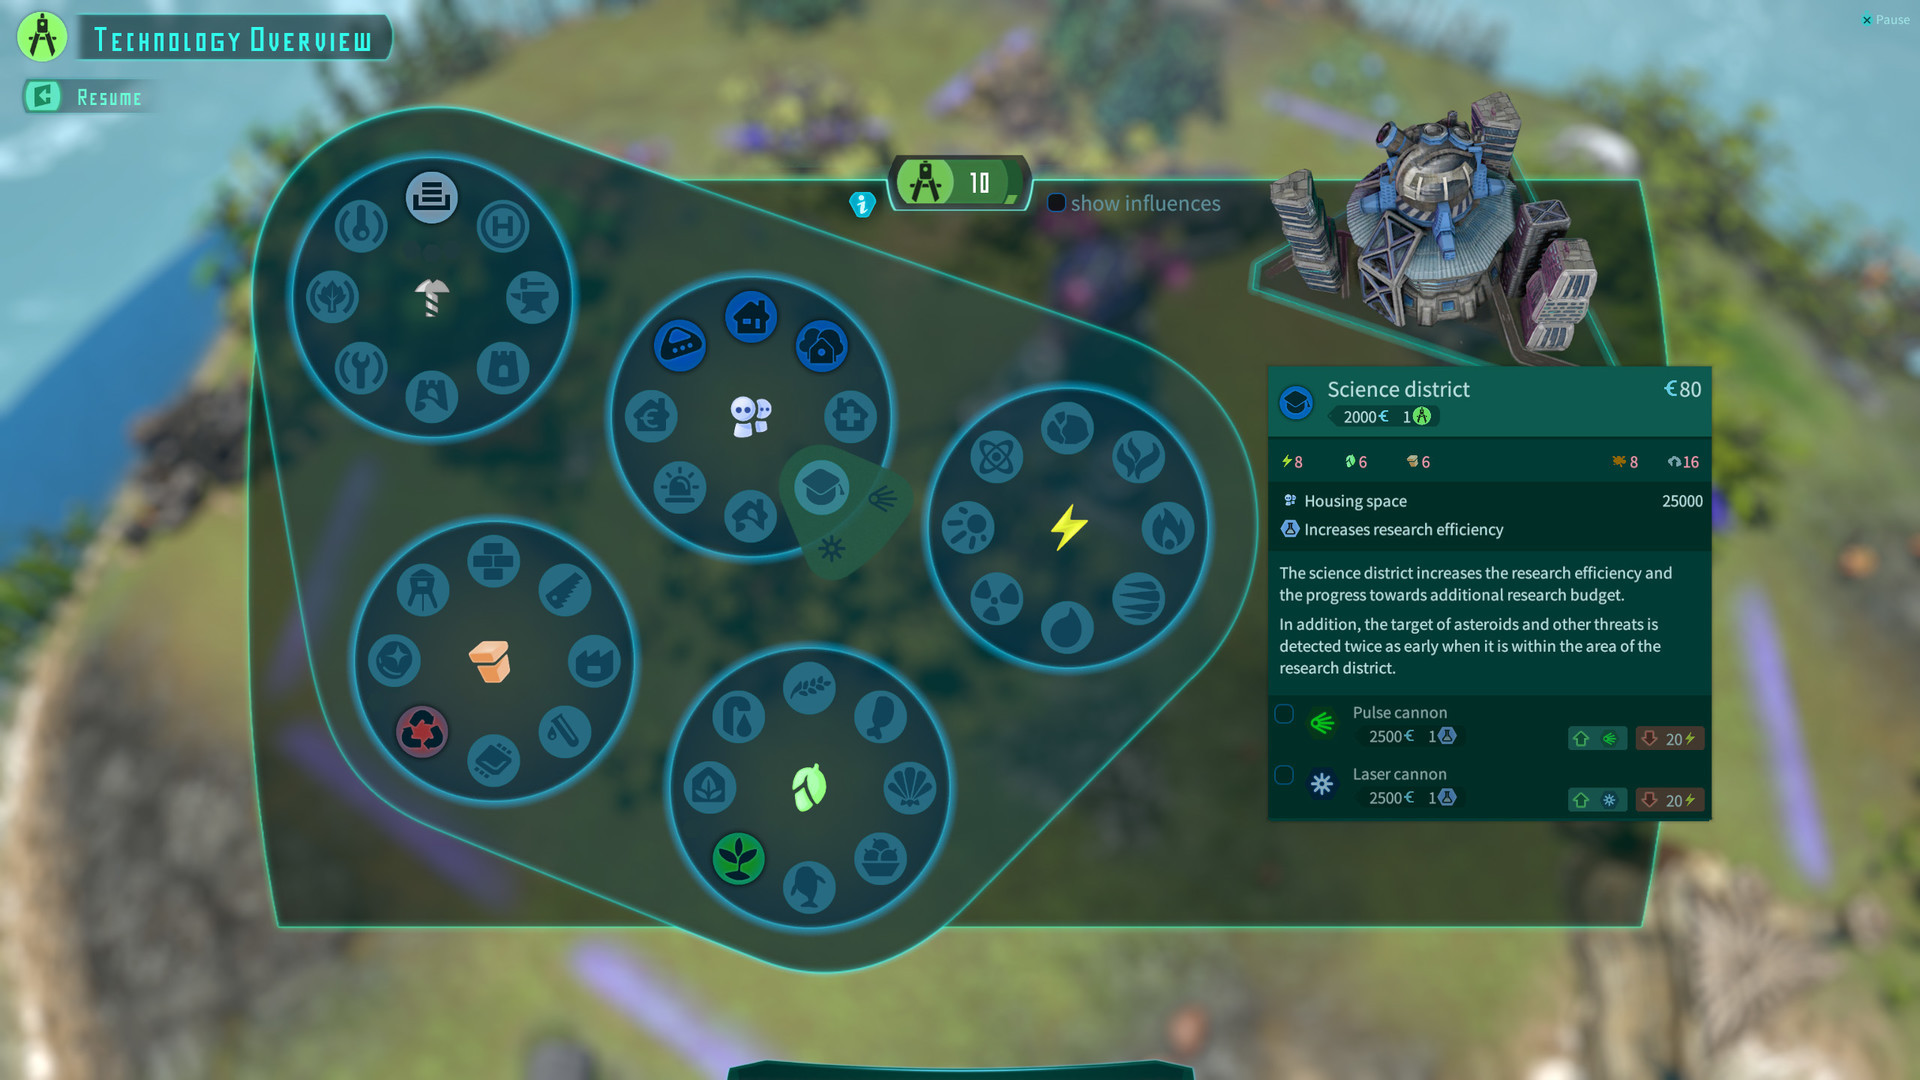 Technology Overview
Pause
Resume
10
show influences
Science district
€80
2000€ 1
8 6 6 8 16
Housing space 25000
Increases research efficiency
The science district increases the research efficiency and
the progress towards additional research budget.
In addition, the target of asteroids and other threats is
detected twice as early when it is within the area of the
research district.
Pulse cannon
2500€ 1
20
Laser cannon
2500€ 1
20